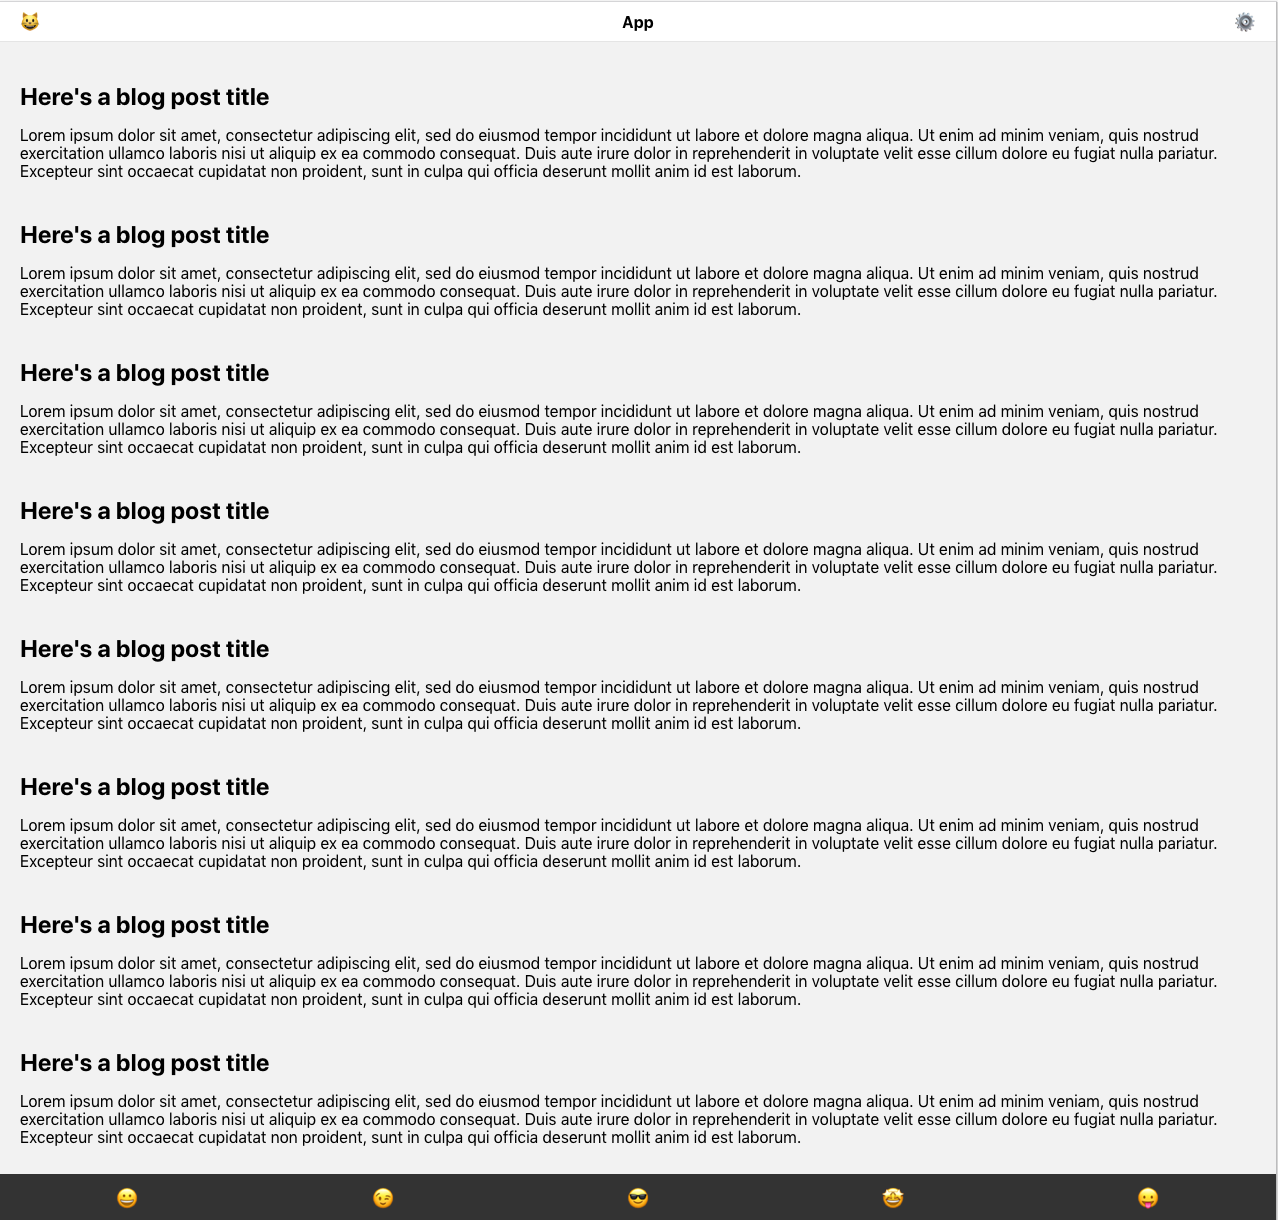 App
Here's a blog post title
Lorem ipsum dolor sit amet, consectetur adipiscing elit, sed do eiusmod tempor incididunt ut labore et dolore magna aliqua. Ut enim ad minim veniam, quis nostrud
exercitation ullamco laboris nisi ut aliquip ex ea commodo consequat. Duis aute irure dolor in reprehenderit in voluptate velit esse cillum dolore eu fugiat nulla pariatur.
Excepteur sint occaecat cupidatat non proident, sunt in culpa qui officia deserunt mollit anim id est laborum.
Here's a blog post title
Lorem ipsum dolor sit amet, consectetur adipiscing elit, sed do eiusmod tempor incididunt ut labore et dolore magna aliqua. Ut enim ad minim veniam, quis nostrud
exercitation ullamco laboris nisi ut aliquip ex ea commodo consequat. Duis aute irure dolor in reprehenderit in voluptate velit esse cillum dolore eu fugiat nulla pariatur.
Excepteur sint occaecat cupidatat non proident, sunt in culpa qui officia deserunt mollit anim id est laborum.
Here's a blog post title
Lorem ipsum dolor sit amet, consectetur adipiscing elit, sed do eiusmod tempor incididunt ut labore et dolore magna aliqua. Ut enim ad minim veniam, quis nostrud
exercitation ullamco laboris nisi ut aliquip ex ea commodo consequat. Duis aute irure dolor in reprehenderit in voluptate velit esse cillum dolore eu fugiat nulla pariatur.
Excepteur sint occaecat cupidatat non proident, sunt in culpa qui officia deserunt mollit anim id est laborum.
Here's a blog post title
Lorem ipsum dolor sit amet, consectetur adipiscing elit, sed do eiusmod tempor incididunt ut labore et dolore magna aliqua. Ut enim ad minim veniam, quis nostrud
exercitation ullamco laboris nisi ut aliquip ex ea commodo consequat. Duis aute irure dolor in reprehenderit in voluptate velit esse cillum dolore eu fugiat nulla pariatur.
Excepteur sint occaecat cupidatat non proident, sunt in culpa qui officia deserunt mollit anim id est laborum.
Here's a blog post title
Lorem ipsum dolor sit amet, consectetur adipiscing elit, sed do eiusmod tempor incididunt ut labore et dolore magna aliqua. Ut enim ad minim veniam, quis nostrud
exercitation ullamco laboris nisi ut aliquip ex ea commodo consequat. Duis aute irure dolor in reprehenderit in voluptate velit esse cillum dolore eu fugiat nulla pariatur.
Excepteur sint occaecat cupidatat non proident, sunt in culpa qui officia deserunt mollit anim id est laborum.
Here's a blog post title
Lorem ipsum dolor sit amet, consectetur adipiscing elit, sed do eiusmod tempor incididunt ut labore et dolore magna aliqua. Ut enim ad minim veniam, quis nostrud
exercitation ullamco laboris nisi ut aliquip ex ea commodo consequat. Duis aute irure dolor in reprehenderit in voluptate velit esse cillum dolore eu fugiat nulla pariatur.
Excepteur sint occaecat cupidatat non proident, sunt in culpa qui officia deserunt mollit anim id est laborum.
Here's a blog post title
Lorem ipsum dolor sit amet, consectetur adipiscing elit, sed do eiusmod tempor incididunt ut labore et dolore magna aliqua. Ut enim ad minim veniam, quis nostrud
exercitation ullamco laboris nisi ut aliquip ex ea commodo consequat. Duis aute irure dolor in reprehenderit in voluptate velit esse cillum dolore eu fugiat nulla pariatur.
Excepteur sint occaecat cupidatat non proident, sunt in culpa qui officia deserunt mollit anim id est laborum.
Here's a blog post title
Lorem ipsum dolor sit amet, consectetur adipiscing elit, sed do eiusmod tempor incididunt ut labore et dolore magna aliqua. Ut enim ad minim veniam, quis nostrud
exercitation ullamco laboris nisi ut aliquip ex ea commodo consequat. Duis aute irure dolor in reprehenderit in voluptate velit esse cillum dolore eu fugiat nulla pariatur.
Excepteur sint occaecat cupidatat non proident, sunt in culpa qui officia deserunt mollit anim id est laborum.